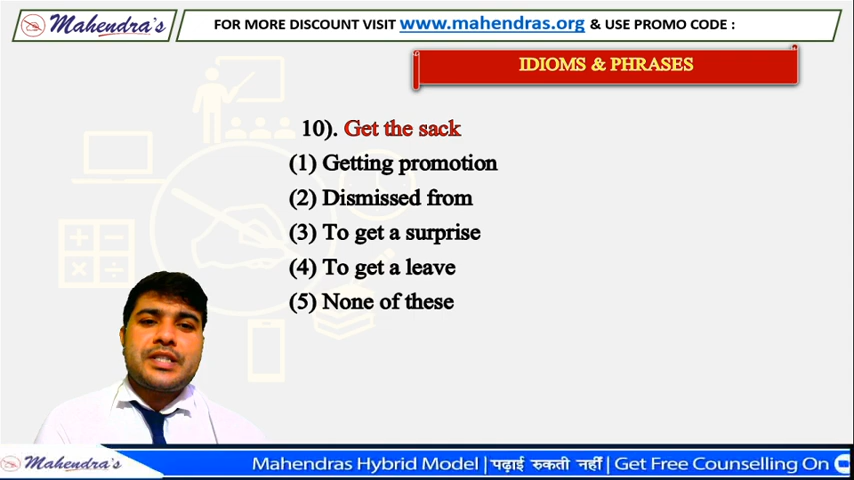 Mahendra's
FOR MORE DISCOUNT VISIT www.mahendras.org & USE PROMO CODE :
IDIOMS & PHRASES
10). Get the sack
(1) Getting promotion
(2) Dismissed from
(3) To get a surprise
(4) To get a leave
(5) None of these
Mahendra's
Mahendras Hybrid Model | पढ़ाई रुकती नहीं | Get Free Counselling On